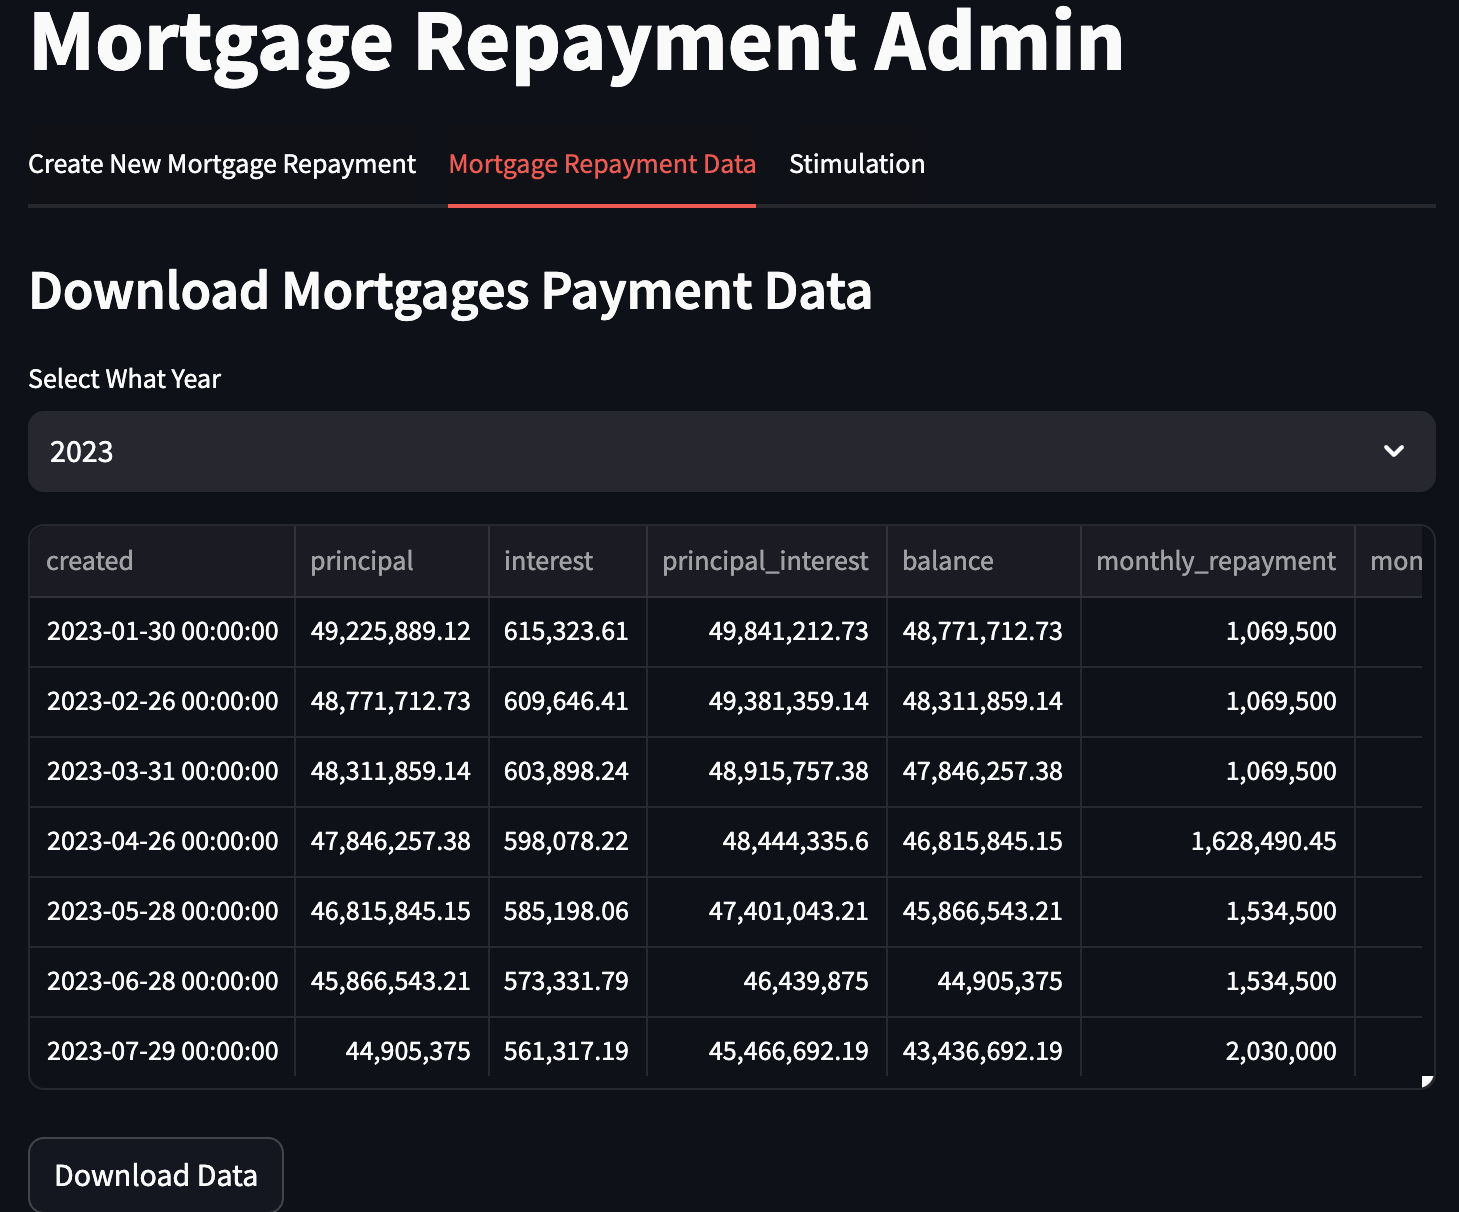 Mortgage Repayment Admin
Create New Mortgage Repayment Mortgage Repayment Data Stimulation
Download Mortgages Payment Data
Select What Year
2023
created principal interest principal_interest balance monthly_repayment mon
2023-01-30 00:00:00 49,225,889.12 615,323.61 49,841,212.73 48,771,712.73 1,069,500
2023-02-26 00:00:00 48,771,712.73 609,646.41 49,381,359.14 48,311,859.14 1,069,500
2023-03-31 00:00:00 48,311,859.14 603,898.24 48,915,757.38 47,846,257.38 1,069,500
2023-04-26 00:00:00 47,846,257.38 598,078.22 48,444,335.6 46,815,845.15 1,628,490.45
2023-05-28 00:00:00 46,815,845.15 585,198.06 47,401,043.21 45,866,543.21 1,534,500
2023-06-28 00:00:00 45,866,543.21 573,331.79 46,439,875 44,905,375 1,534,500
2023-07-29 00:00:00 44,905,375 561,317.19 45,466,692.19 43,436,692.19 2,030,000
Download Data